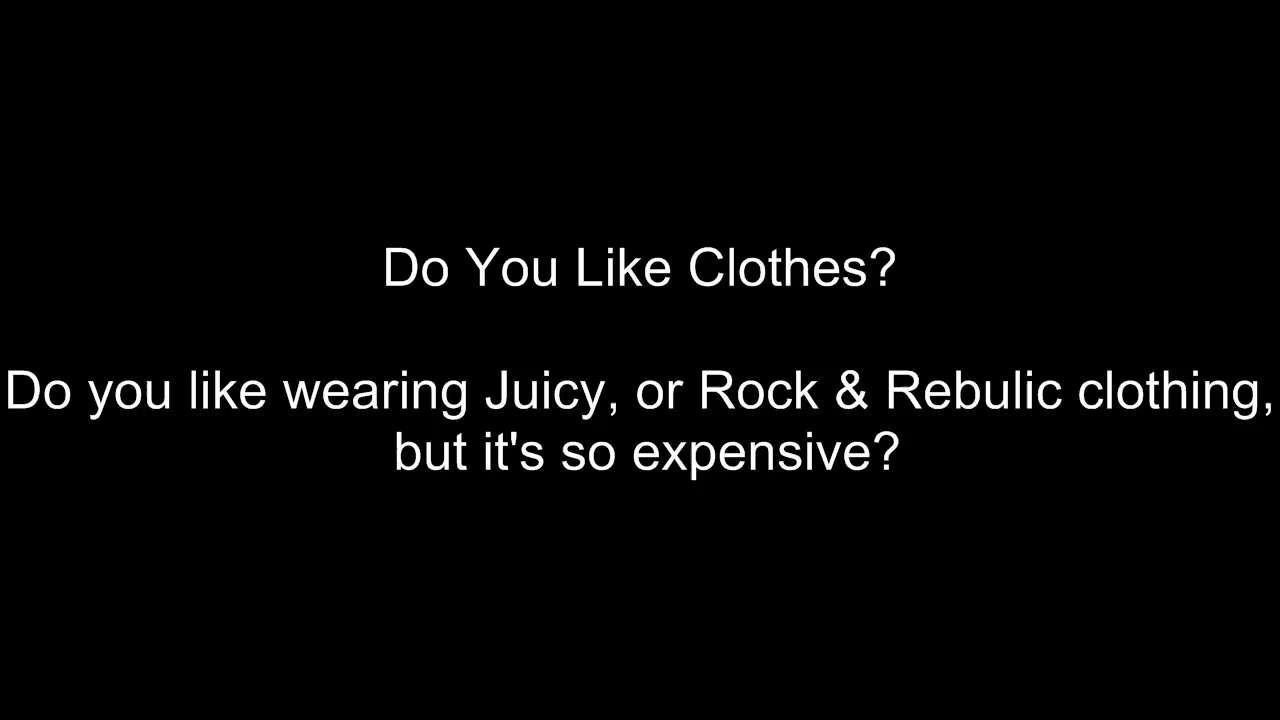 Do You Like Clothes?
Do you like wearing Juicy, or Rock & Rebulic clothing,
but it's so expensive?